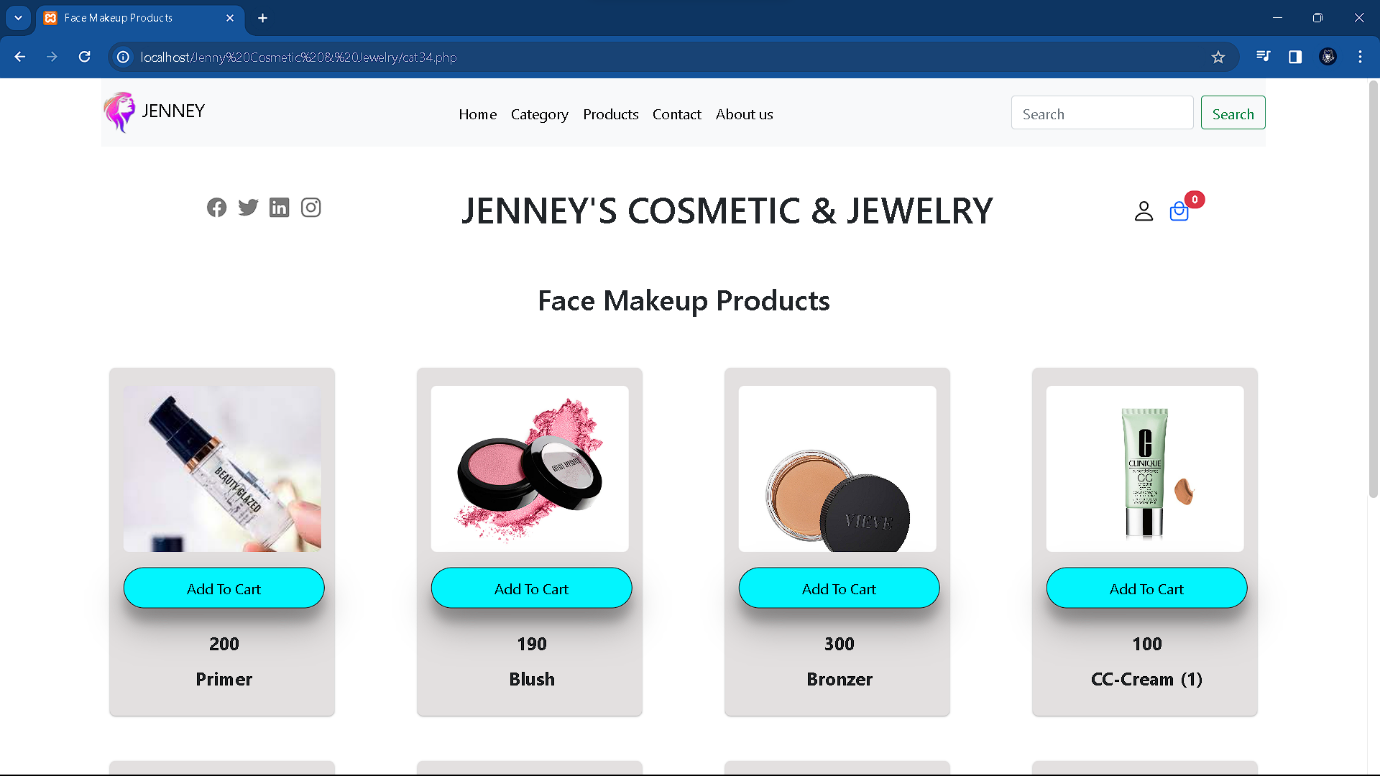 Face Makeup Products
localhost/Jenny%20Cosmetic%20&%20Jewelry/cat34.php
JENNEY
Home Category Products Contact About us
Search Search
JENNEY'S COSMETIC & JEWELRY
0
Face Makeup Products
BEAUTY GLAZED
VIEVE
CLINIQUE
CC
Add To Cart Add To Cart Add To Cart Add To Cart
200 190 300 100
Primer Blush Bronzer CC-Cream (1)